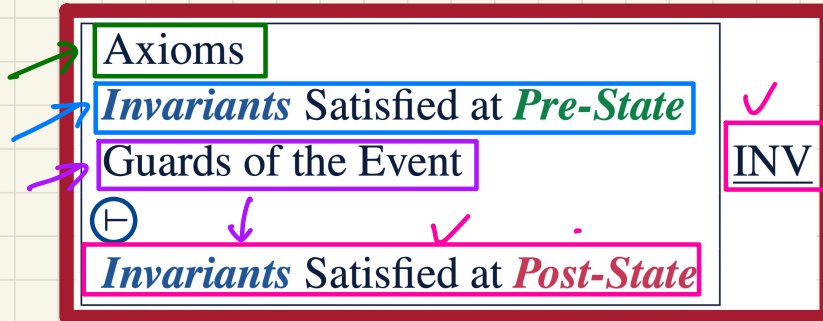 Axioms
Invariants Satisfied at Pre-State
Guards of the Event
INV
⊢
Invariants Satisfied at Post-State